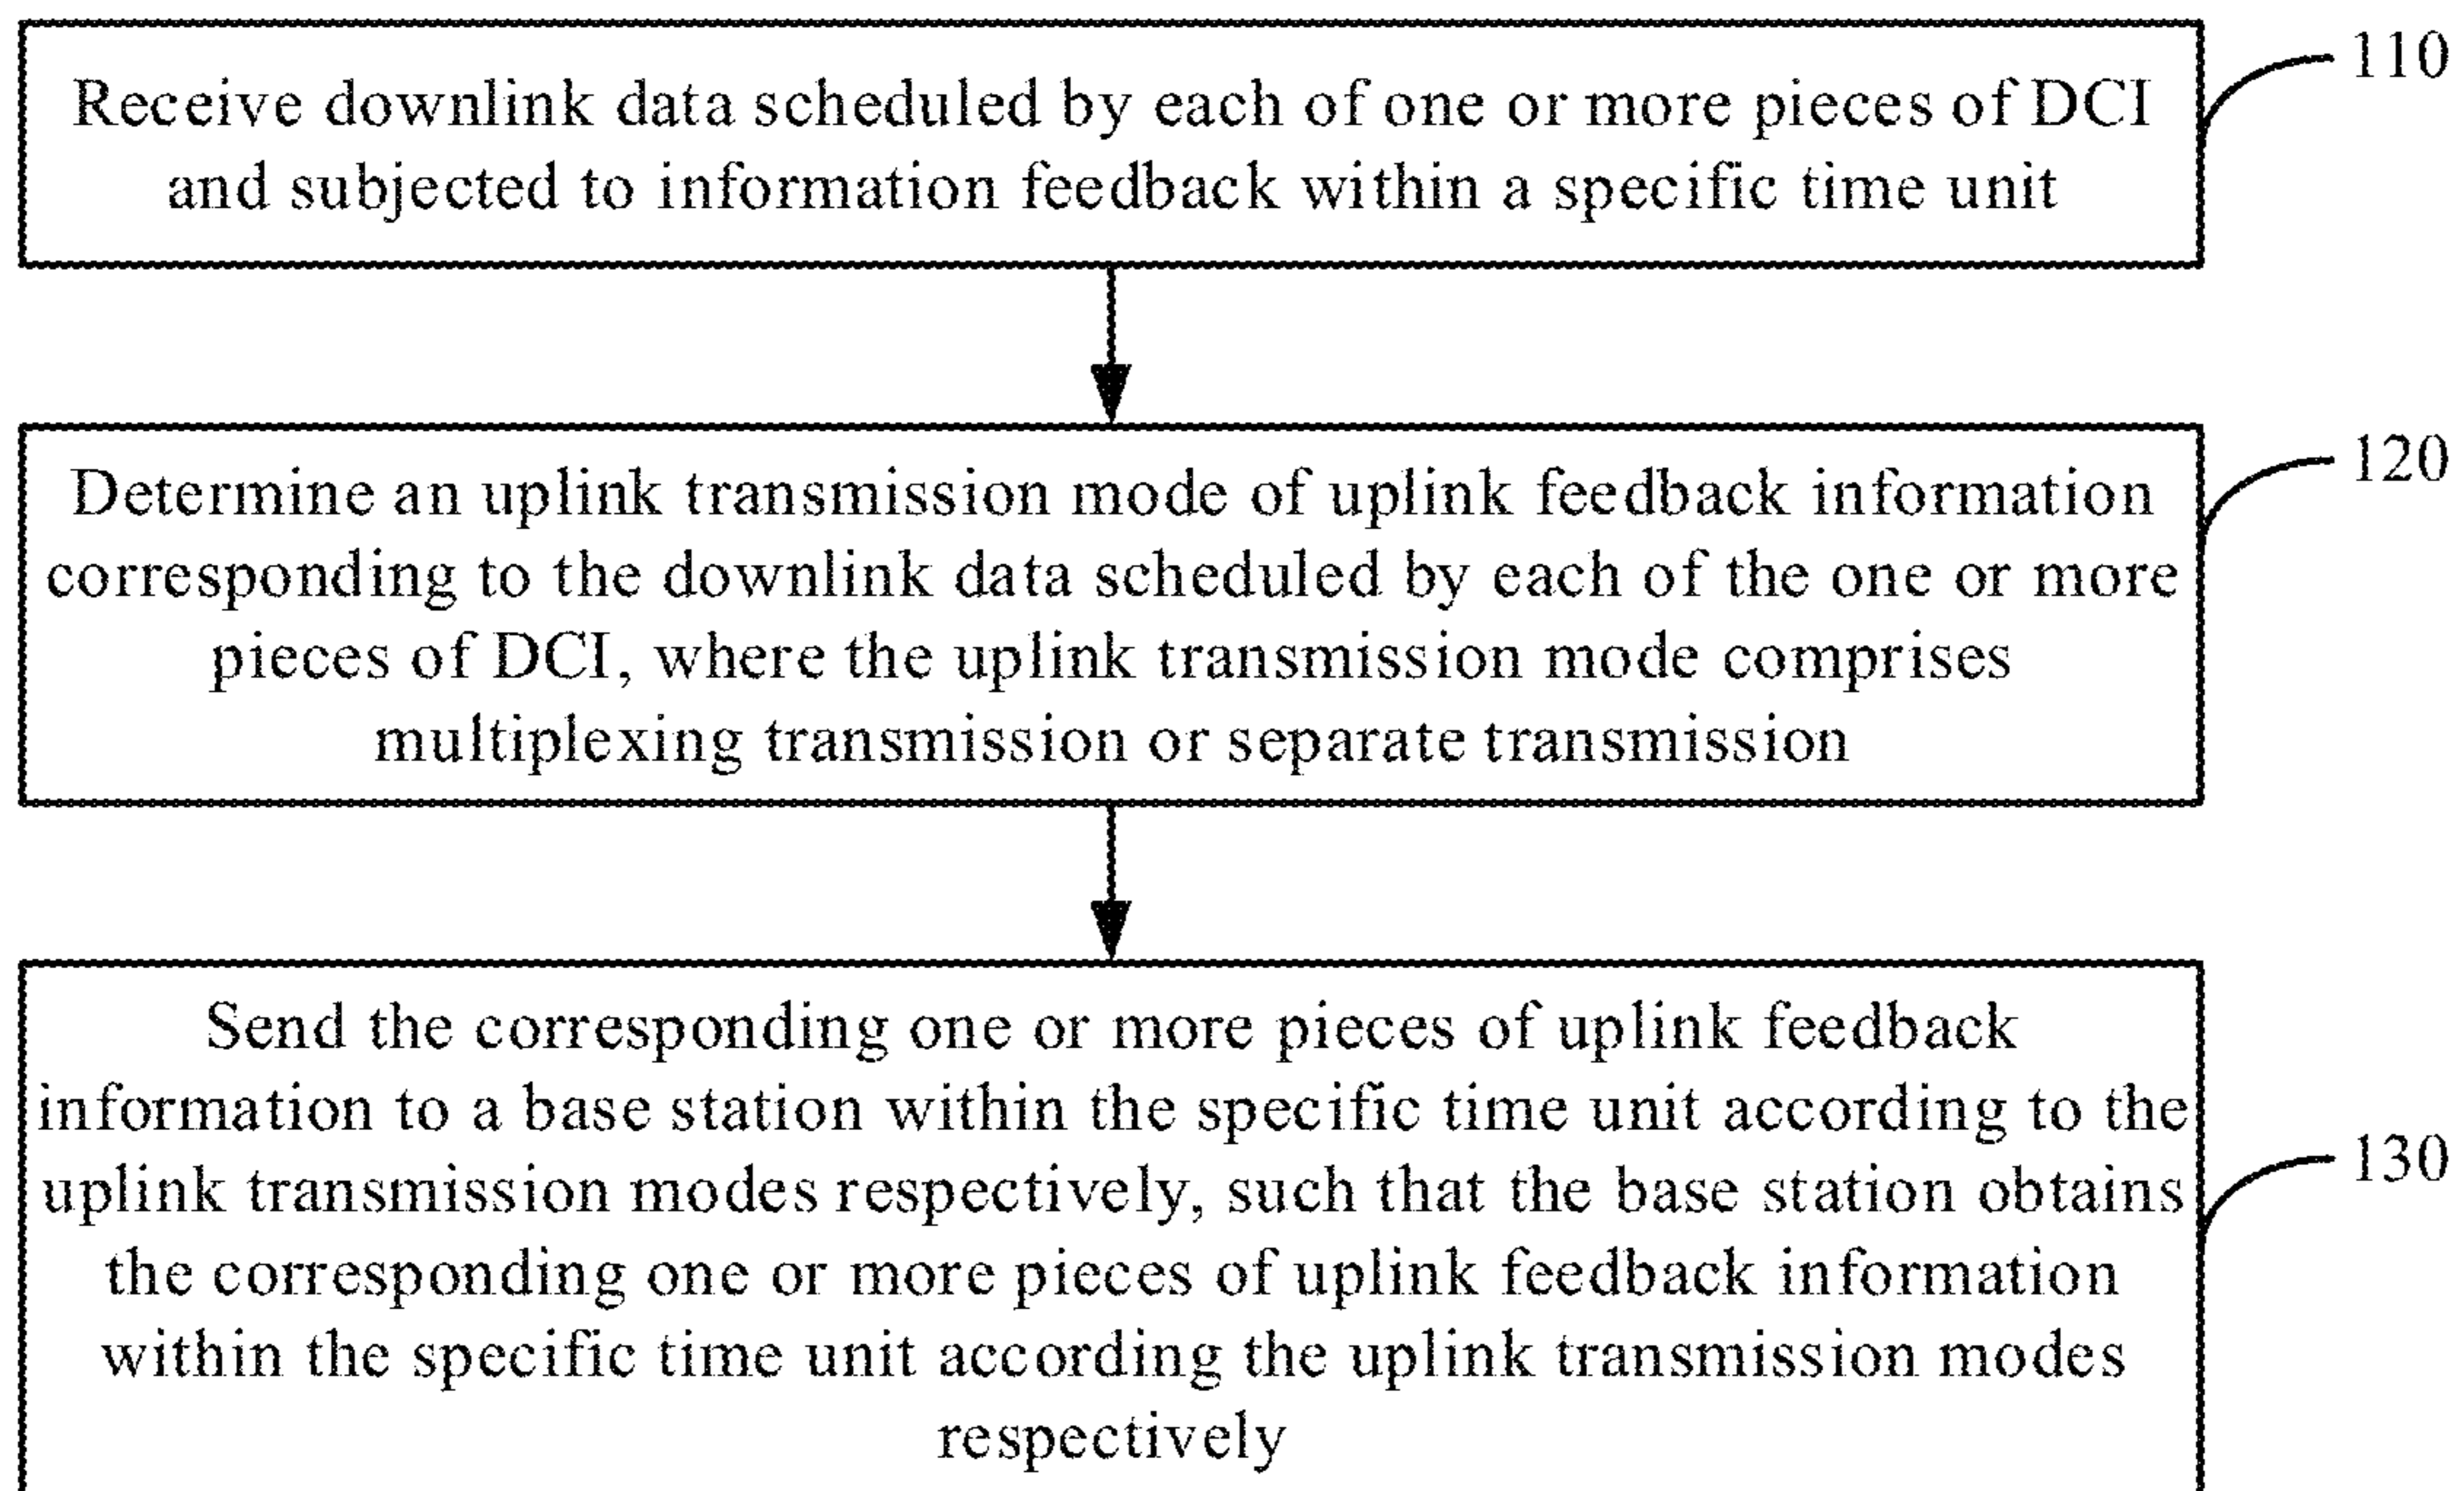 110
Receive downlink data scheduled by each of one or more pieces of DCI
and subjected to information feedback within a specific time unit
120
Determine an uplink transmission mode of uplink feedback information
corresponding to the downlink data scheduled by each of the one or more
pieces of DCI, where the uplink transmission mode comprises
multiplexing transmission or separate transmission
130
Send the corresponding one or more pieces of uplink feedback
information to a base station within the specific time unit according to the
uplink transmission modes respectively, such that the base station obtains
the corresponding one or more pieces of uplink feedback information
within the specific time unit according the uplink transmission modes
respectively